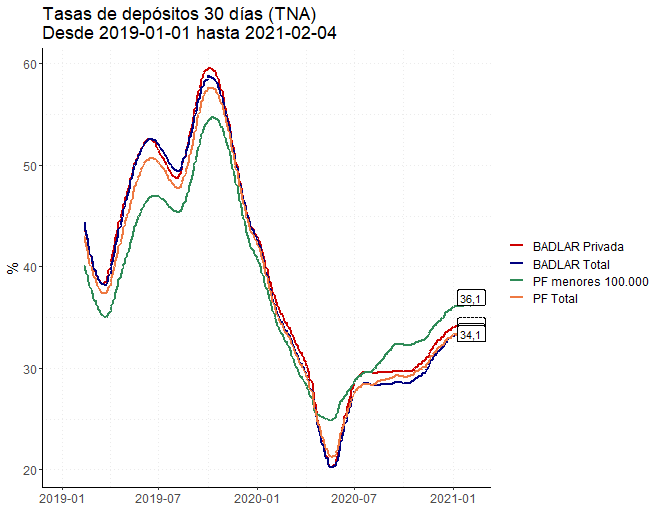 Tasas de depósitos 30 días (TNA)
Desde 2019-01-01 hasta 2021-02-04
%
60
50
40
30
20
2019-01
2019-07
2020-01
2020-07
2021-01
36,1
34,1
BADLAR Privada
BADLAR Total
PF menores 100.000
PF Total